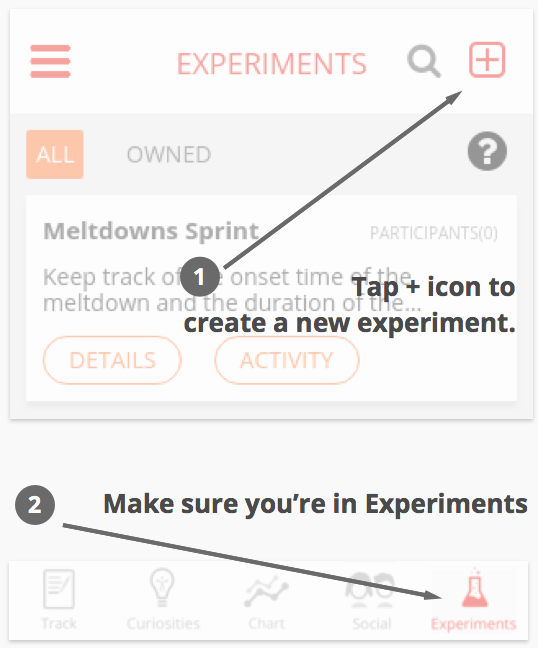 EXPERIMENTS
ALL OWNED
Meltdowns Sprint PARTICIPANTS(0)
1
Keep track of onset time of the
meltdown and the duration of the...
Tap + icon to
create a new experiment.
DETAILS ACTIVITY
2 Make sure you're in Experiments
Track Curiosities Chart Social Experiments